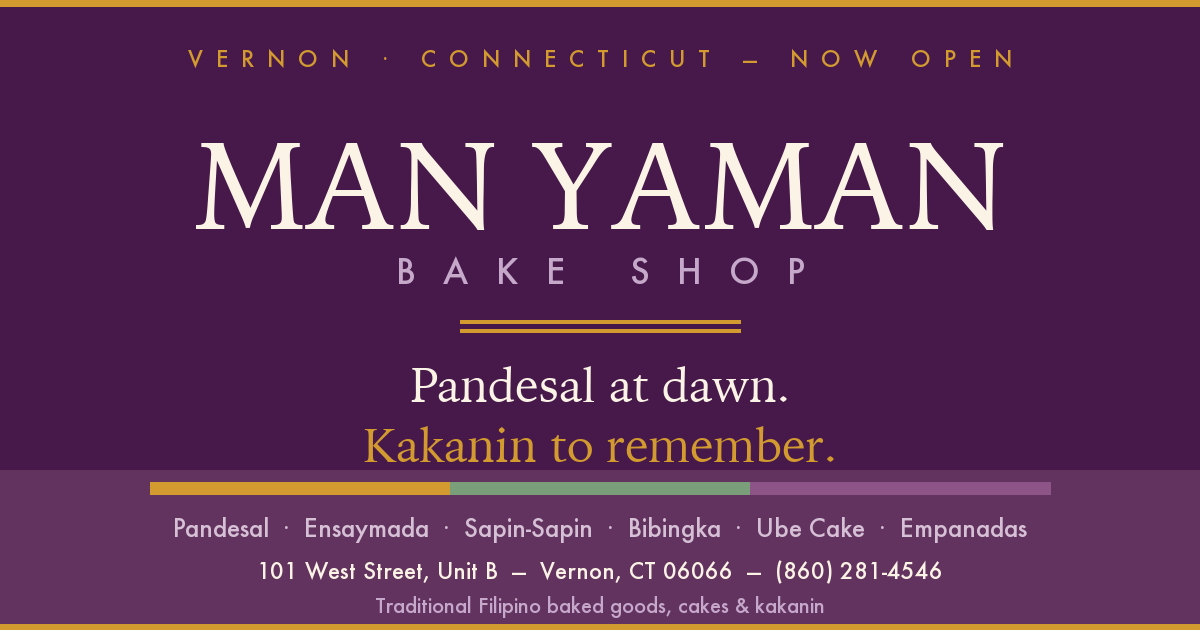 VERNON · CONNECTICUT — NOW OPEN
MAN YAMAN
BAKE SHOP
Pandesal at dawn.
Kakanin to remember.
Pandesal · Ensaymada · Sapin-Sapin · Bibingka · Ube Cake · Empanadas
101 West Street, Unit B — Vernon, CT 06066 — (860) 281-4546
Traditional Filipino baked goods, cakes & kakanin